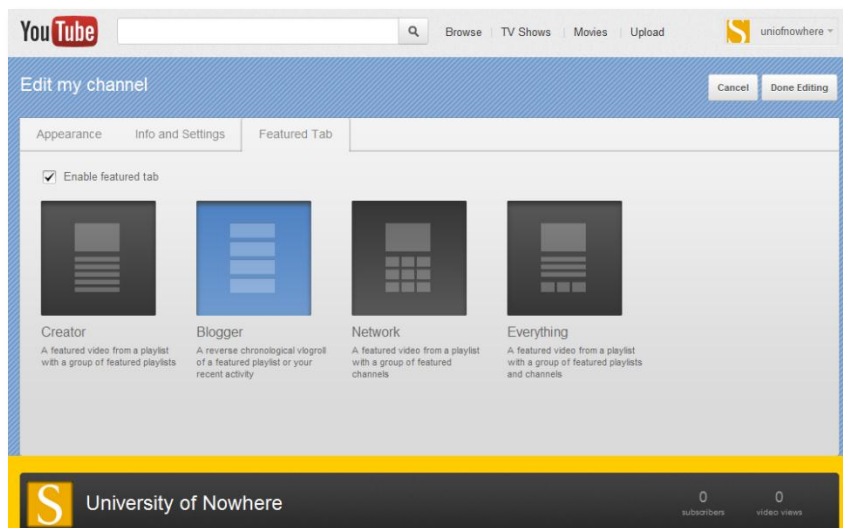 YouTube
Browse TV Shows Movies Upload
uniofnowhere
Edit my channel
Cancel Done Editing
Appearance Info and Settings Featured Tab
Enable featured tab
Creator
A featured video from a playlist
with a group of featured playlists
Blogger
A reverse chronological vlogroll
of a featured playlist or your
recent activity
Network
A featured video from a playlist
with a group of featured
channels
Everything
A featured video from a playlist
with a group of featured playlists
and channels
S
University of Nowhere
0
subscribers
0
video views